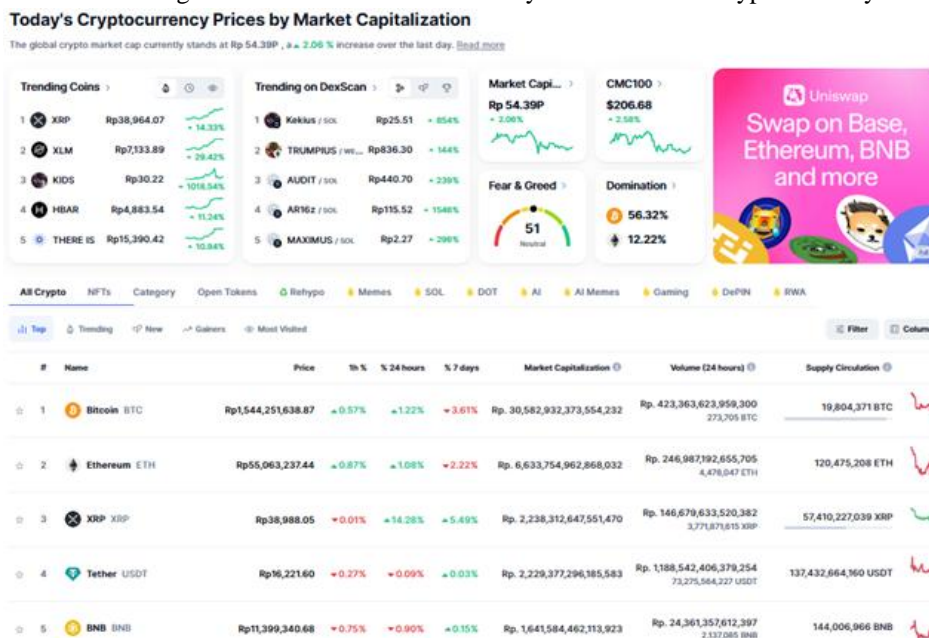 Today's Cryptocurrency Prices by Market Capitalization
The global crypto market cap currently stands at Rp 54.39P , a ▲ 2.06 % increase over the last day. Read more
Trending Coins >
1 XRP Rp38,964.07 14.33%
2 XLM Rp7,133.89 29.42%
3 KIDS Rp30.22 1018.54%
4 HBAR Rp4,883.54 11.24%
5 THERE IS Rp15,390.42 10.84%
Trending on DexScan >
1 Kekius / SOL Rp25.51 854%
2 TRUMPIUS / Rp836.30 144%
3 AUDIT / SOL Rp440.70 239%
4 AR16z / SOL Rp115.52 1548%
5 MAXIMUS / SOL Rp2.27 298%
Market Capi... >
Rp 54.39P
2.06%
CMC100 >
$206.68
2.58%
Fear & Greed >
51
Neutral
Domination >
56.32%
12.22%
Uniswap
Swap on Base,
Ethereum, BNB
and more
All Crypto NFTs Category Open Tokens Rehypo Memes SOL DOT AI AI Memes Gaming DePIN RWA
Top Trending New Gainers Most Visited Filter Colum
# Name Price 1h % % 24 hours % 7 days Market Capitalization Volume (24 hours) Supply Circulation
1 Bitcoin BTC Rp1,544,251,638.87 ▲0.57% ▲1.22% ▼3.61% Rp. 30,582,932,373,554,232 Rp. 423,363,623,959,300 19,804,371 BTC
273,705 BTC
2 Ethereum ETH Rp55,063,237.44 ▲0.87% ▲1.08% ▼2.22% Rp. 6,633,754,962,868,032 Rp. 246,987,192,655,705 120,475,208 ETH
4,478,047 ETH
3 XRP XRP Rp38,988.05 ▼0.01% ▲14.28% ▲5.49% Rp. 2,238,312,647,551,470 Rp. 146,679,633,520,382 57,410,227,039 XRP
3,771,871,615 XRP
4 Tether USDT Rp16,221.60 ▼0.27% ▼0.09% ▲0.03% Rp. 2,229,377,296,185,583 Rp. 1,188,542,406,379,254 137,432,664,160 USDT
73,275,564,227 USDT
5 BNB BNB Rp11,399,340.68 ▼0.75% ▼0.90% ▲0.15% Rp. 1,641,584,462,113,923 Rp. 24,361,357,612,397 144,006,966 BNB
2,137,085 BNB